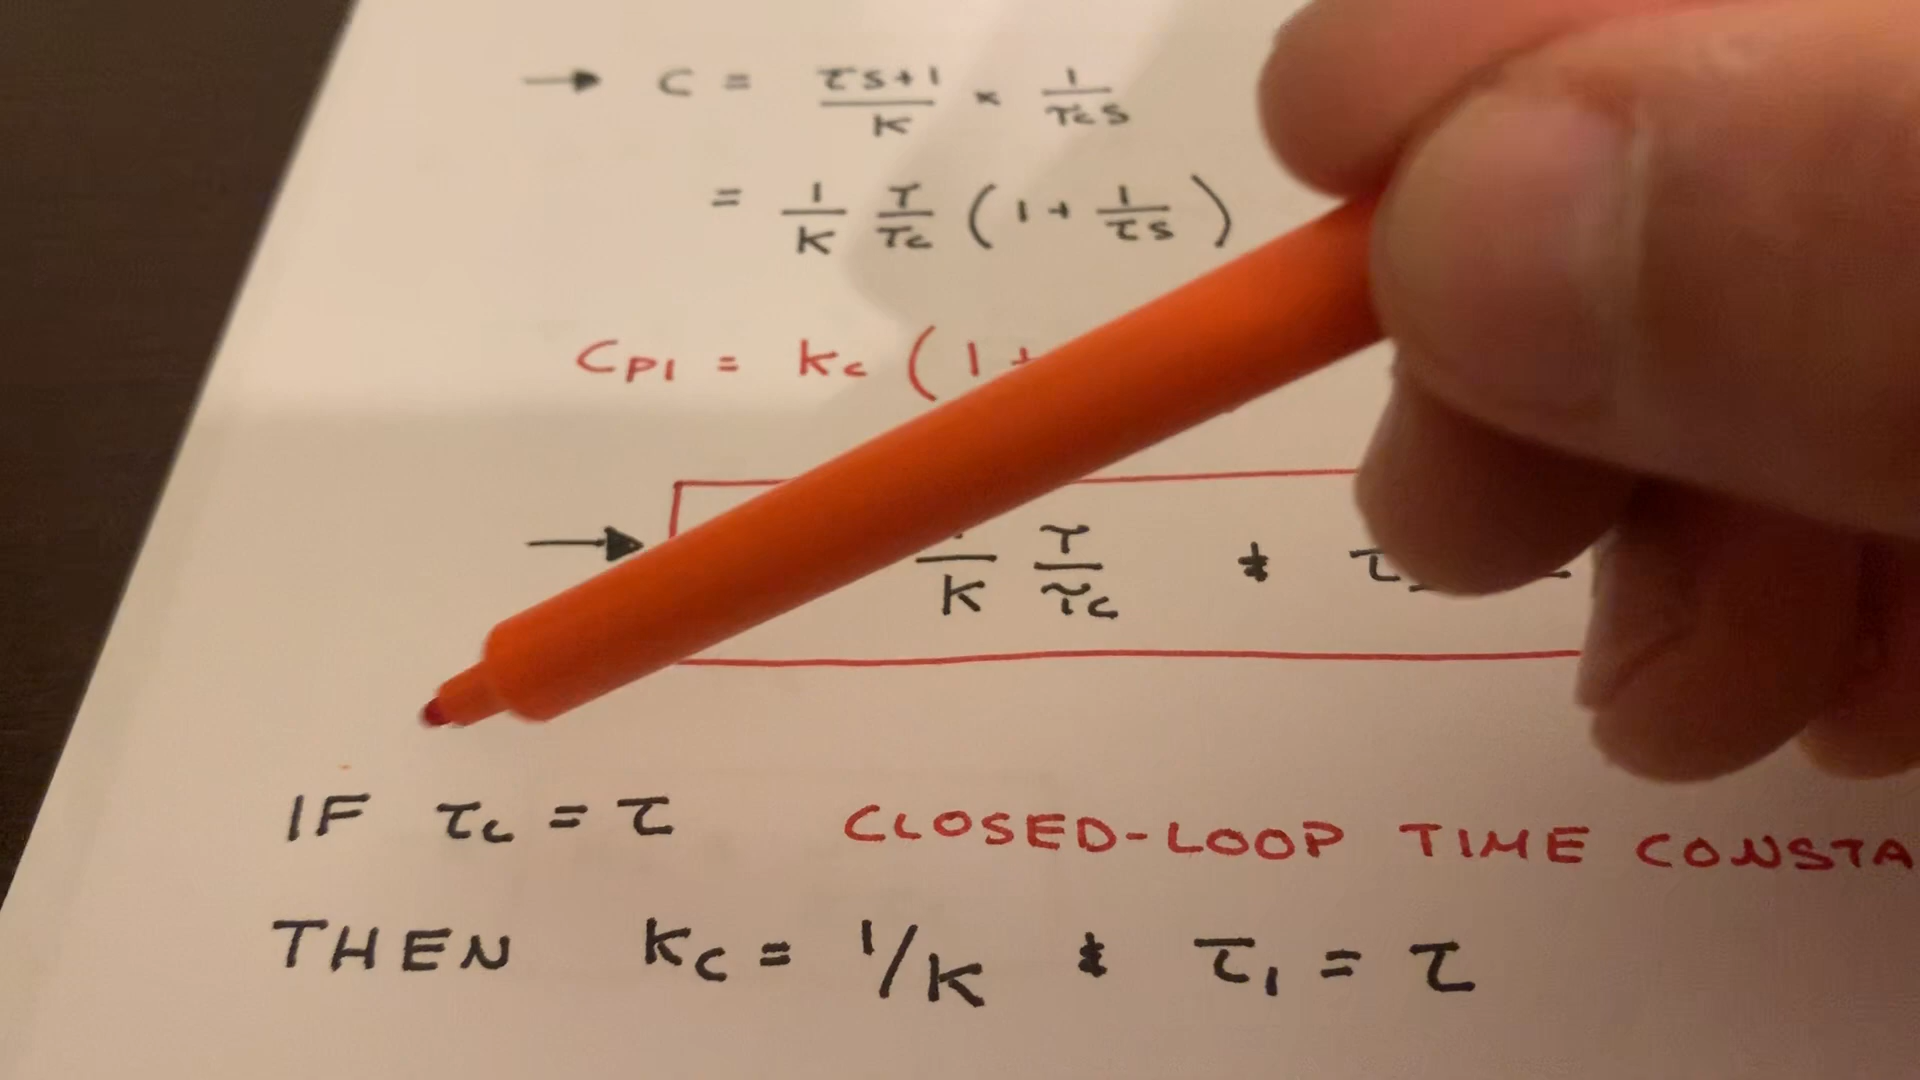 → C = τs+1/K × 1/τcs
= 1/K τ/τc (1 + 1/τs)
CPI = Kc (1 +
→ /K τ/τc & τ
IF τc = τ CLOSED-LOOP TIME CONSTA
THEN Kc = 1/K & τI = τ